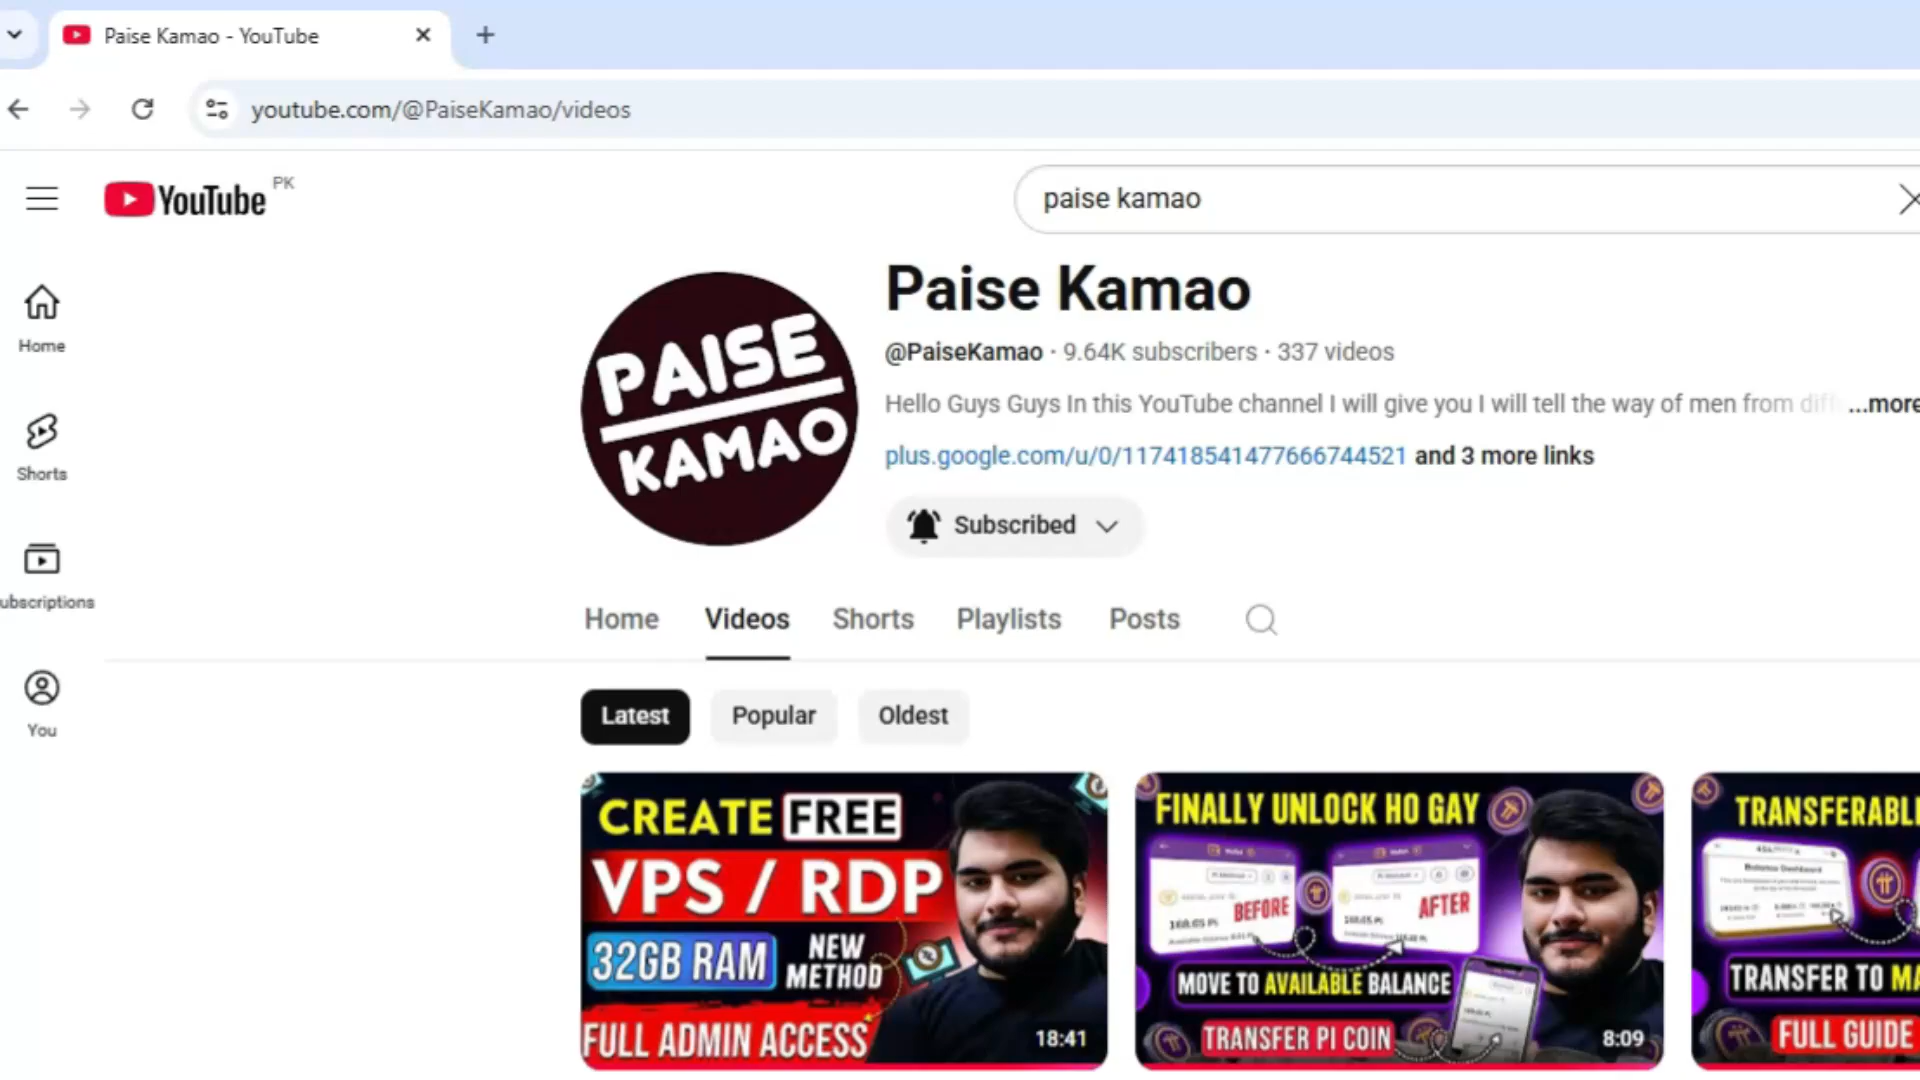 Paise Kamao - YouTube
youtube.com/@PaiseKamao/videos
YouTube PK
paise kamao
Home
Shorts
ubscriptions
You
PAISE
KAMAO
Paise Kamao
@PaiseKamao · 9.64K subscribers · 337 videos
Hello Guys Guys In this YouTube channel I will give you I will tell the way of men from diff ...more
plus.google.com/u/0/117418541477666744521 and 3 more links
Subscribed
Home Videos Shorts Playlists Posts
Latest Popular Oldest
CREATE FREE
VPS / RDP
32GB RAM NEW METHOD
FULL ADMIN ACCESS
18:41
FINALLY UNLOCK HO GAY
BEFORE
AFTER
MOVE TO AVAILABLE BALANCE
TRANSFER PI COIN
8:09
TRANSFERABL
TRANSFER TO MA
FULL GUIDE